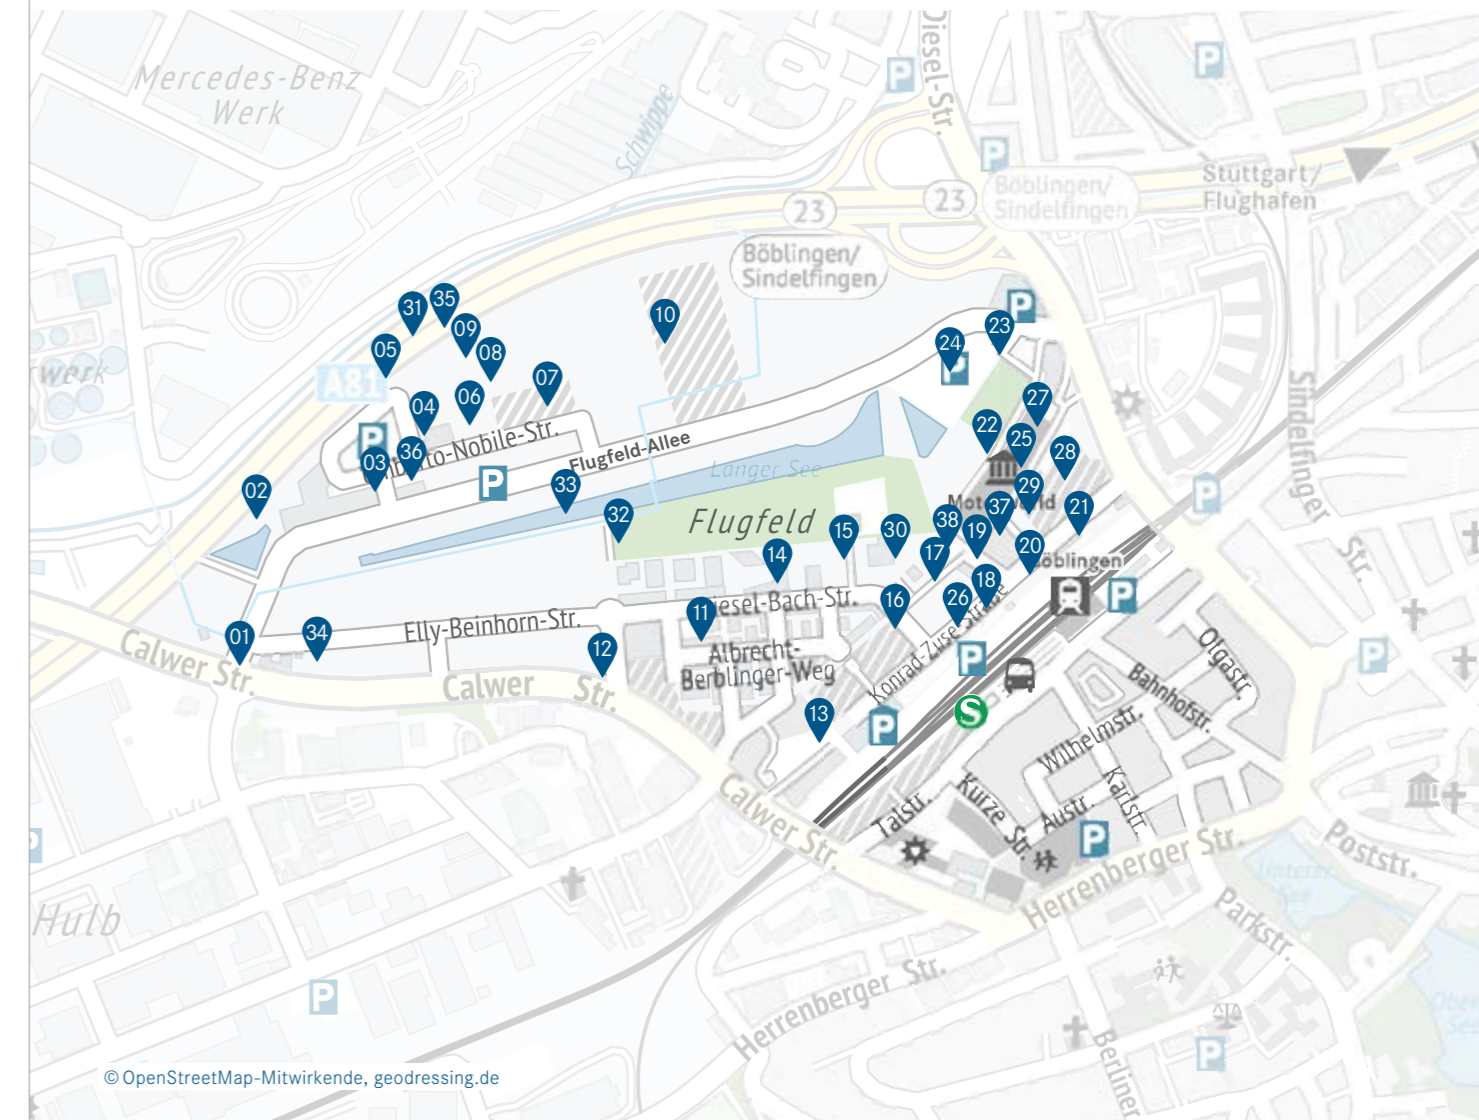 Mercedes-Benz
Werk
Schwippe
Diesel-Str.
P
P
P
23
23
Böblingen/
Sindelfingen
Böblingen/
Sindelfingen
Stuttgart/
Flughafen
A81
31
35
09
05
08
10
07
06
04
36
03
02
P
P
P
P
23
24
27
22
25
28
29
37
21
38
19
20
17
30
15
14
18
26
16
11
12
13
32
33
34
01
Flugfeld-Allee
Langer See
Flugfeld
Elly-Beinhorn-Str.
Albrecht-
Berblinger-Weg
Konrad-Zuse-Straße
Calwer Str.
Calwer Str.
Calwer Str.
P
P
P
P
P
S
Sindelfinger
Str.
Olgastr.
Bahnhofstr.
Wilhelmstr.
Karlstr.
Austr.
Kurze Str.
Talstr.
P
Herrenberger Str.
Herrenberger Str.
Poststr.
Parkstr.
Unterer
See
Berliner
Hulb
P
P
P
© OpenStreetMap-Mitwirkende, geodressing.de